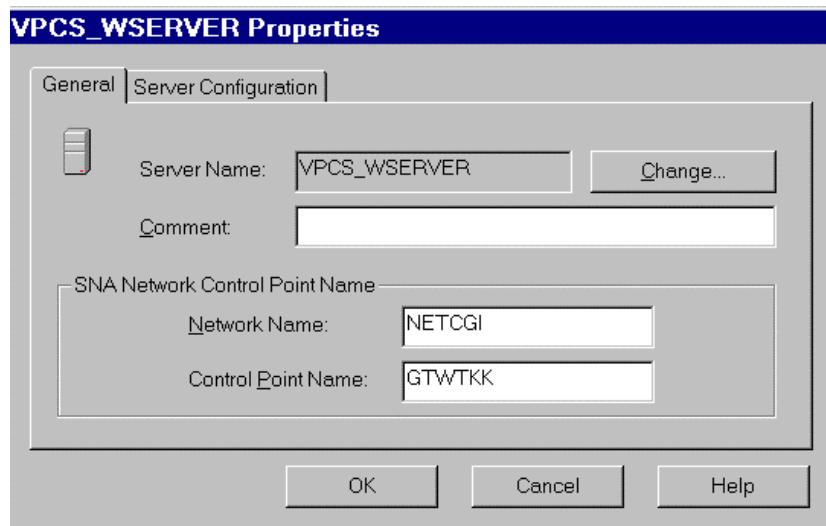 VPCS_WSERVER Properties
General Server Configuration
Server Name: VPCS_WSERVER Change...
Comment:
SNA Network Control Point Name
Network Name: NETCGI
Control Point Name: GTWTKK
OK Cancel Help